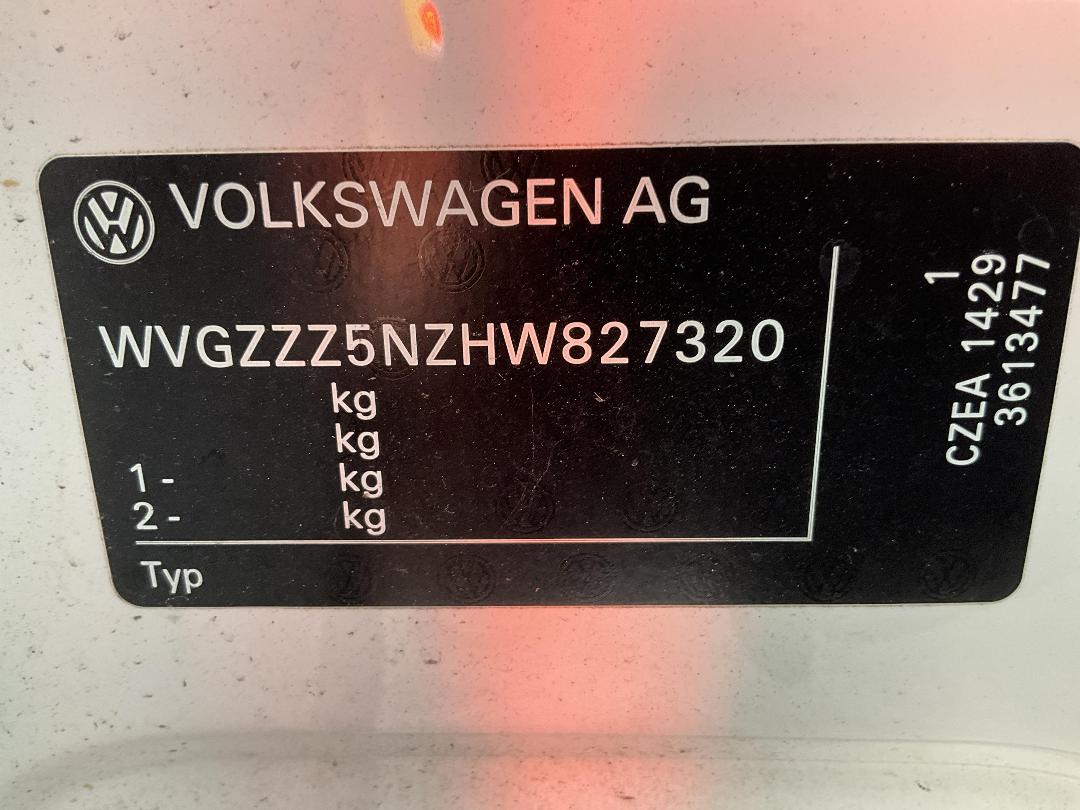 VOLKSWAGEN AG
WVGZZZ5NZHW827320
kg
kg
1 - kg
2 - kg
Typ
1
CZEA 1429
3613477